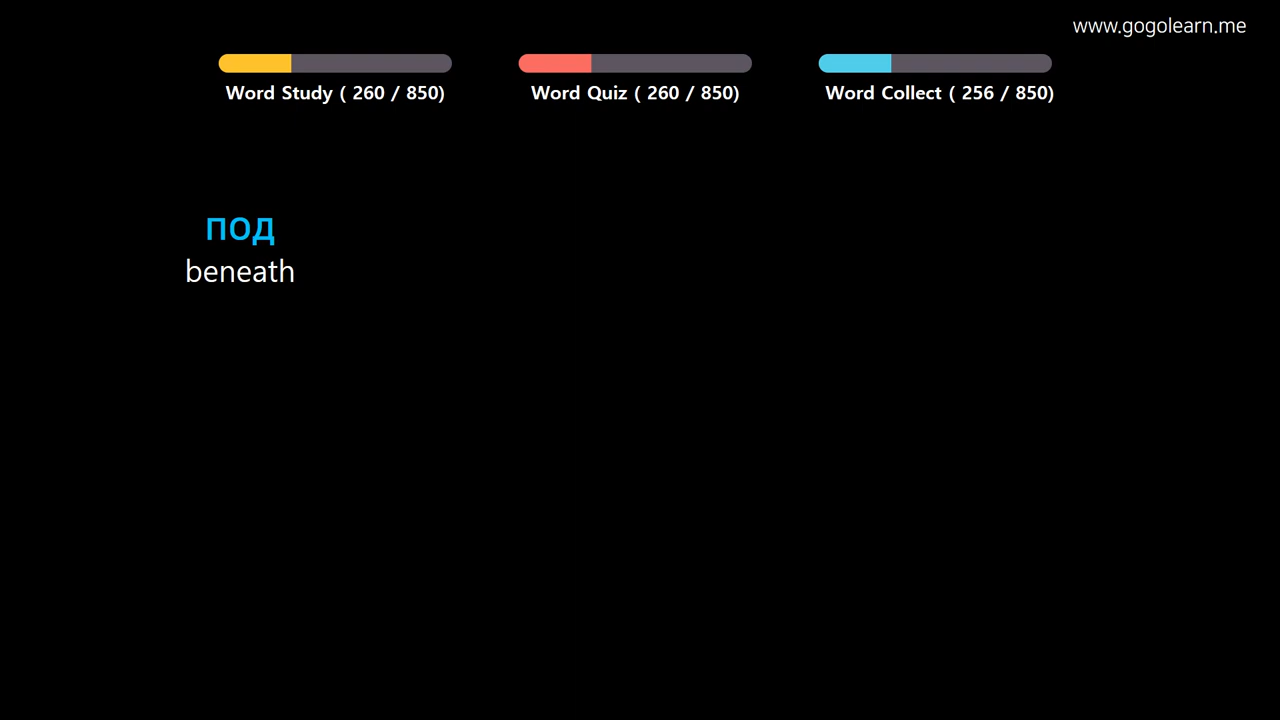 www.gogolearn.me
Word Study ( 260 / 850)
Word Quiz ( 260 / 850)
Word Collect ( 256 / 850)
под
beneath